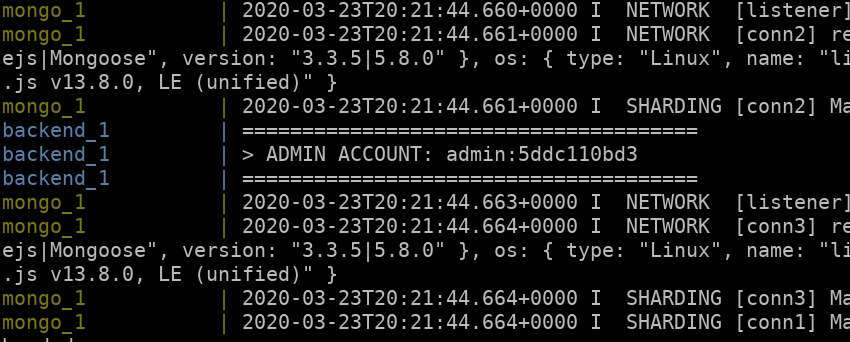 mongo_1 | 2020-03-23T20:21:44.660+0000 I NETWORK [listener]
mongo_1 | 2020-03-23T20:21:44.661+0000 I NETWORK [conn2] re
ejs|Mongoose", version: "3.3.5|5.8.0" }, os: { type: "Linux", name: "li
.js v13.8.0, LE (unified)" }
mongo_1 | 2020-03-23T20:21:44.661+0000 I SHARDING [conn2] Ma
backend_1 | ======================================
backend_1 | > ADMIN ACCOUNT: admin:5ddc110bd3
backend_1 | ======================================
mongo_1 | 2020-03-23T20:21:44.663+0000 I NETWORK [listener]
mongo_1 | 2020-03-23T20:21:44.664+0000 I NETWORK [conn3] re
ejs|Mongoose", version: "3.3.5|5.8.0" }, os: { type: "Linux", name: "li
.js v13.8.0, LE (unified)" }
mongo_1 | 2020-03-23T20:21:44.664+0000 I SHARDING [conn3] Ma
mongo_1 | 2020-03-23T20:21:44.664+0000 I SHARDING [conn1] Ma